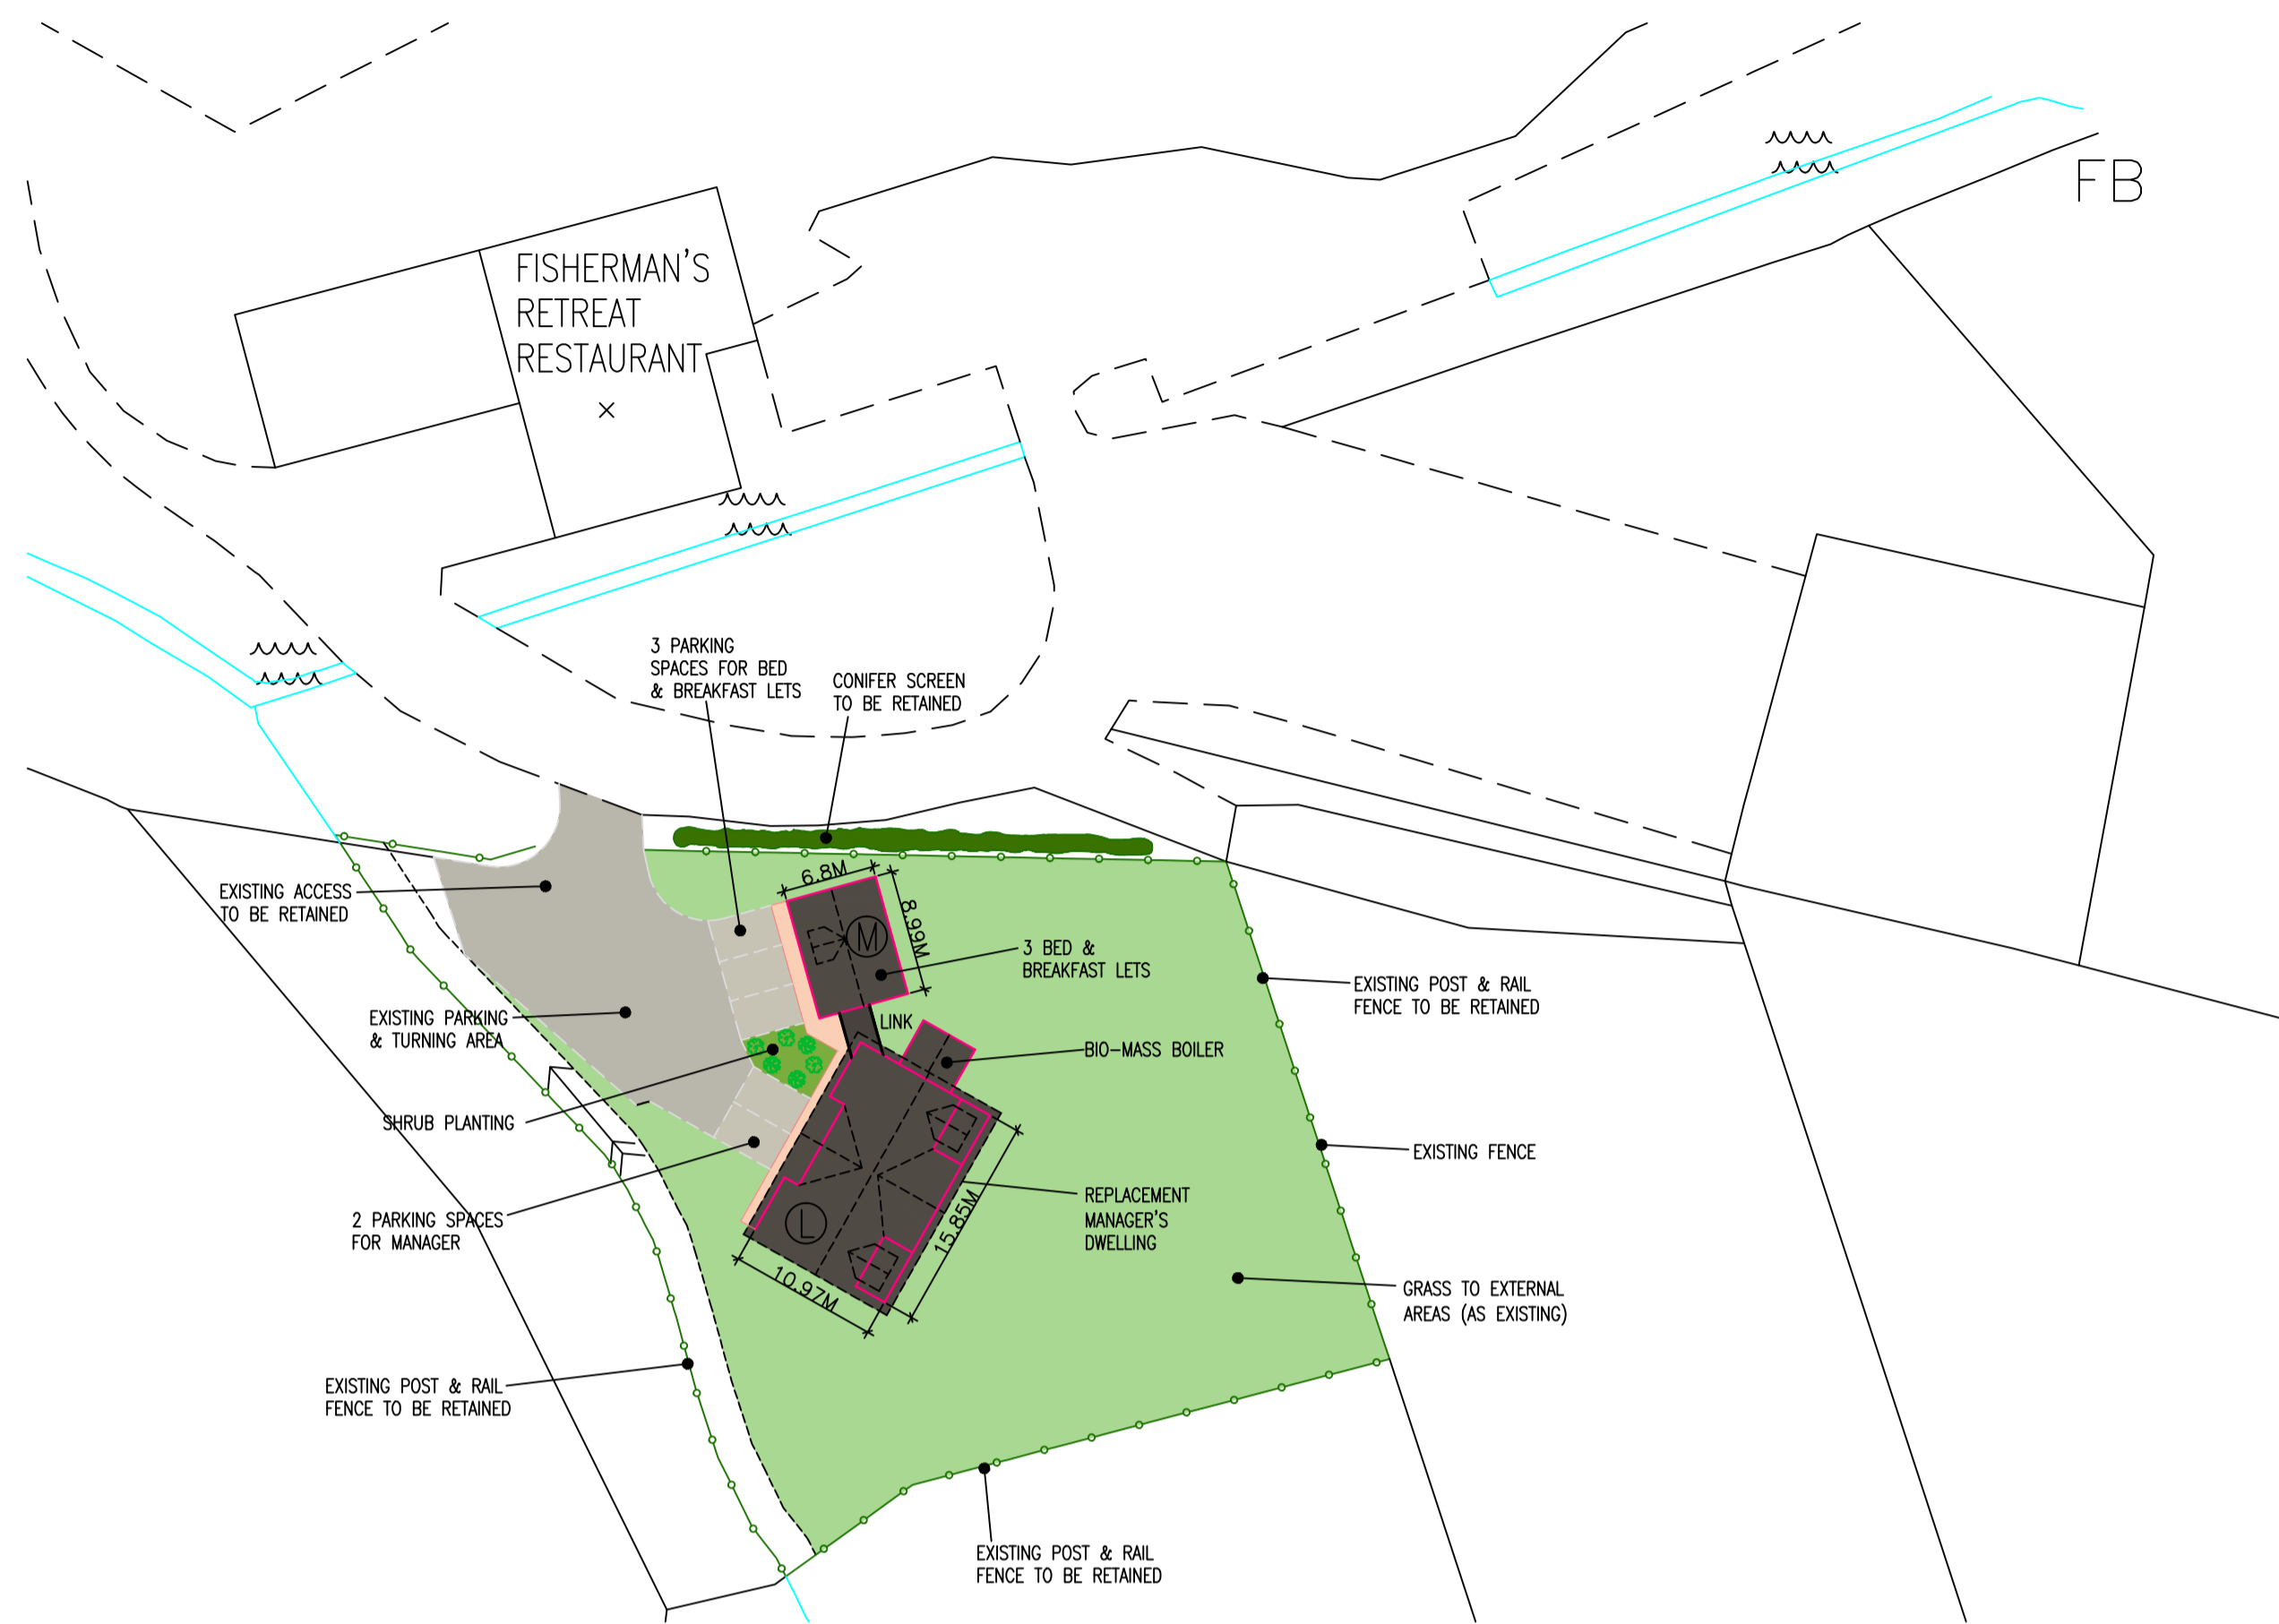 FB
FISHERMAN'S
RETREAT
RESTAURANT
3 PARKING
SPACES FOR BED
& BREAKFAST LETS
CONIFER SCREEN
TO BE RETAINED
6.8M
8.99M
M
EXISTING ACCESS
TO BE RETAINED
3 BED &
BREAKFAST LETS
EXISTING POST & RAIL
FENCE TO BE RETAINED
EXISTING PARKING
& TURNING AREA
LINK
BIO-MASS BOILER
SHRUB PLANTING
EXISTING FENCE
2 PARKING SPACES
FOR MANAGER
L
REPLACEMENT
MANAGER'S
DWELLING
15.85M
10.97M
GRASS TO EXTERNAL
AREAS (AS EXISTING)
EXISTING POST & RAIL
FENCE TO BE RETAINED
EXISTING POST & RAIL
FENCE TO BE RETAINED